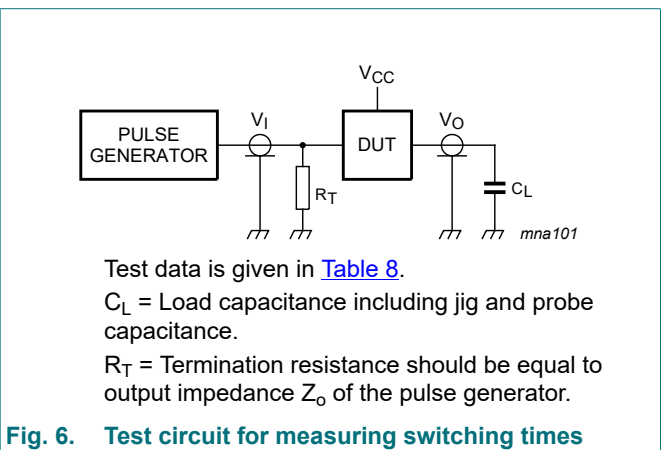 VCC
VI
VO
PULSE
GENERATOR
DUT
RT
CL
mna101
Test data is given in Table 8.
CL = Load capacitance including jig and probe
capacitance.
RT = Termination resistance should be equal to
output impedance Zo of the pulse generator.
Fig. 6. Test circuit for measuring switching times